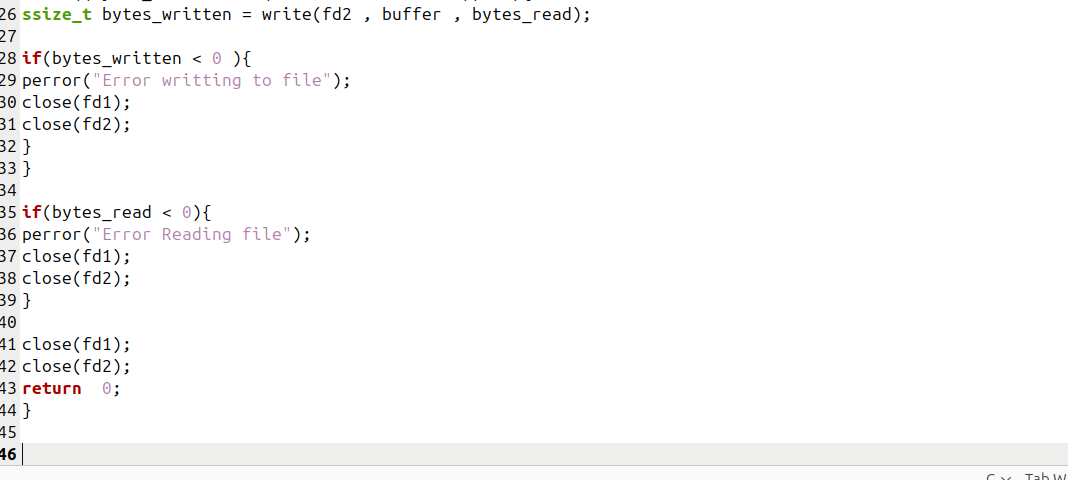 26 ssize_t bytes_written = write(fd2 , buffer , bytes_read);
27
28 if(bytes_written < 0 ){
29 perror("Error writting to file");
30 close(fd1);
31 close(fd2);
32 }
33 }
34
35 if(bytes_read < 0){
36 perror("Error Reading file");
37 close(fd1);
38 close(fd2);
39 }
40
41 close(fd1);
42 close(fd2);
43 return  0;
44 }
45
46